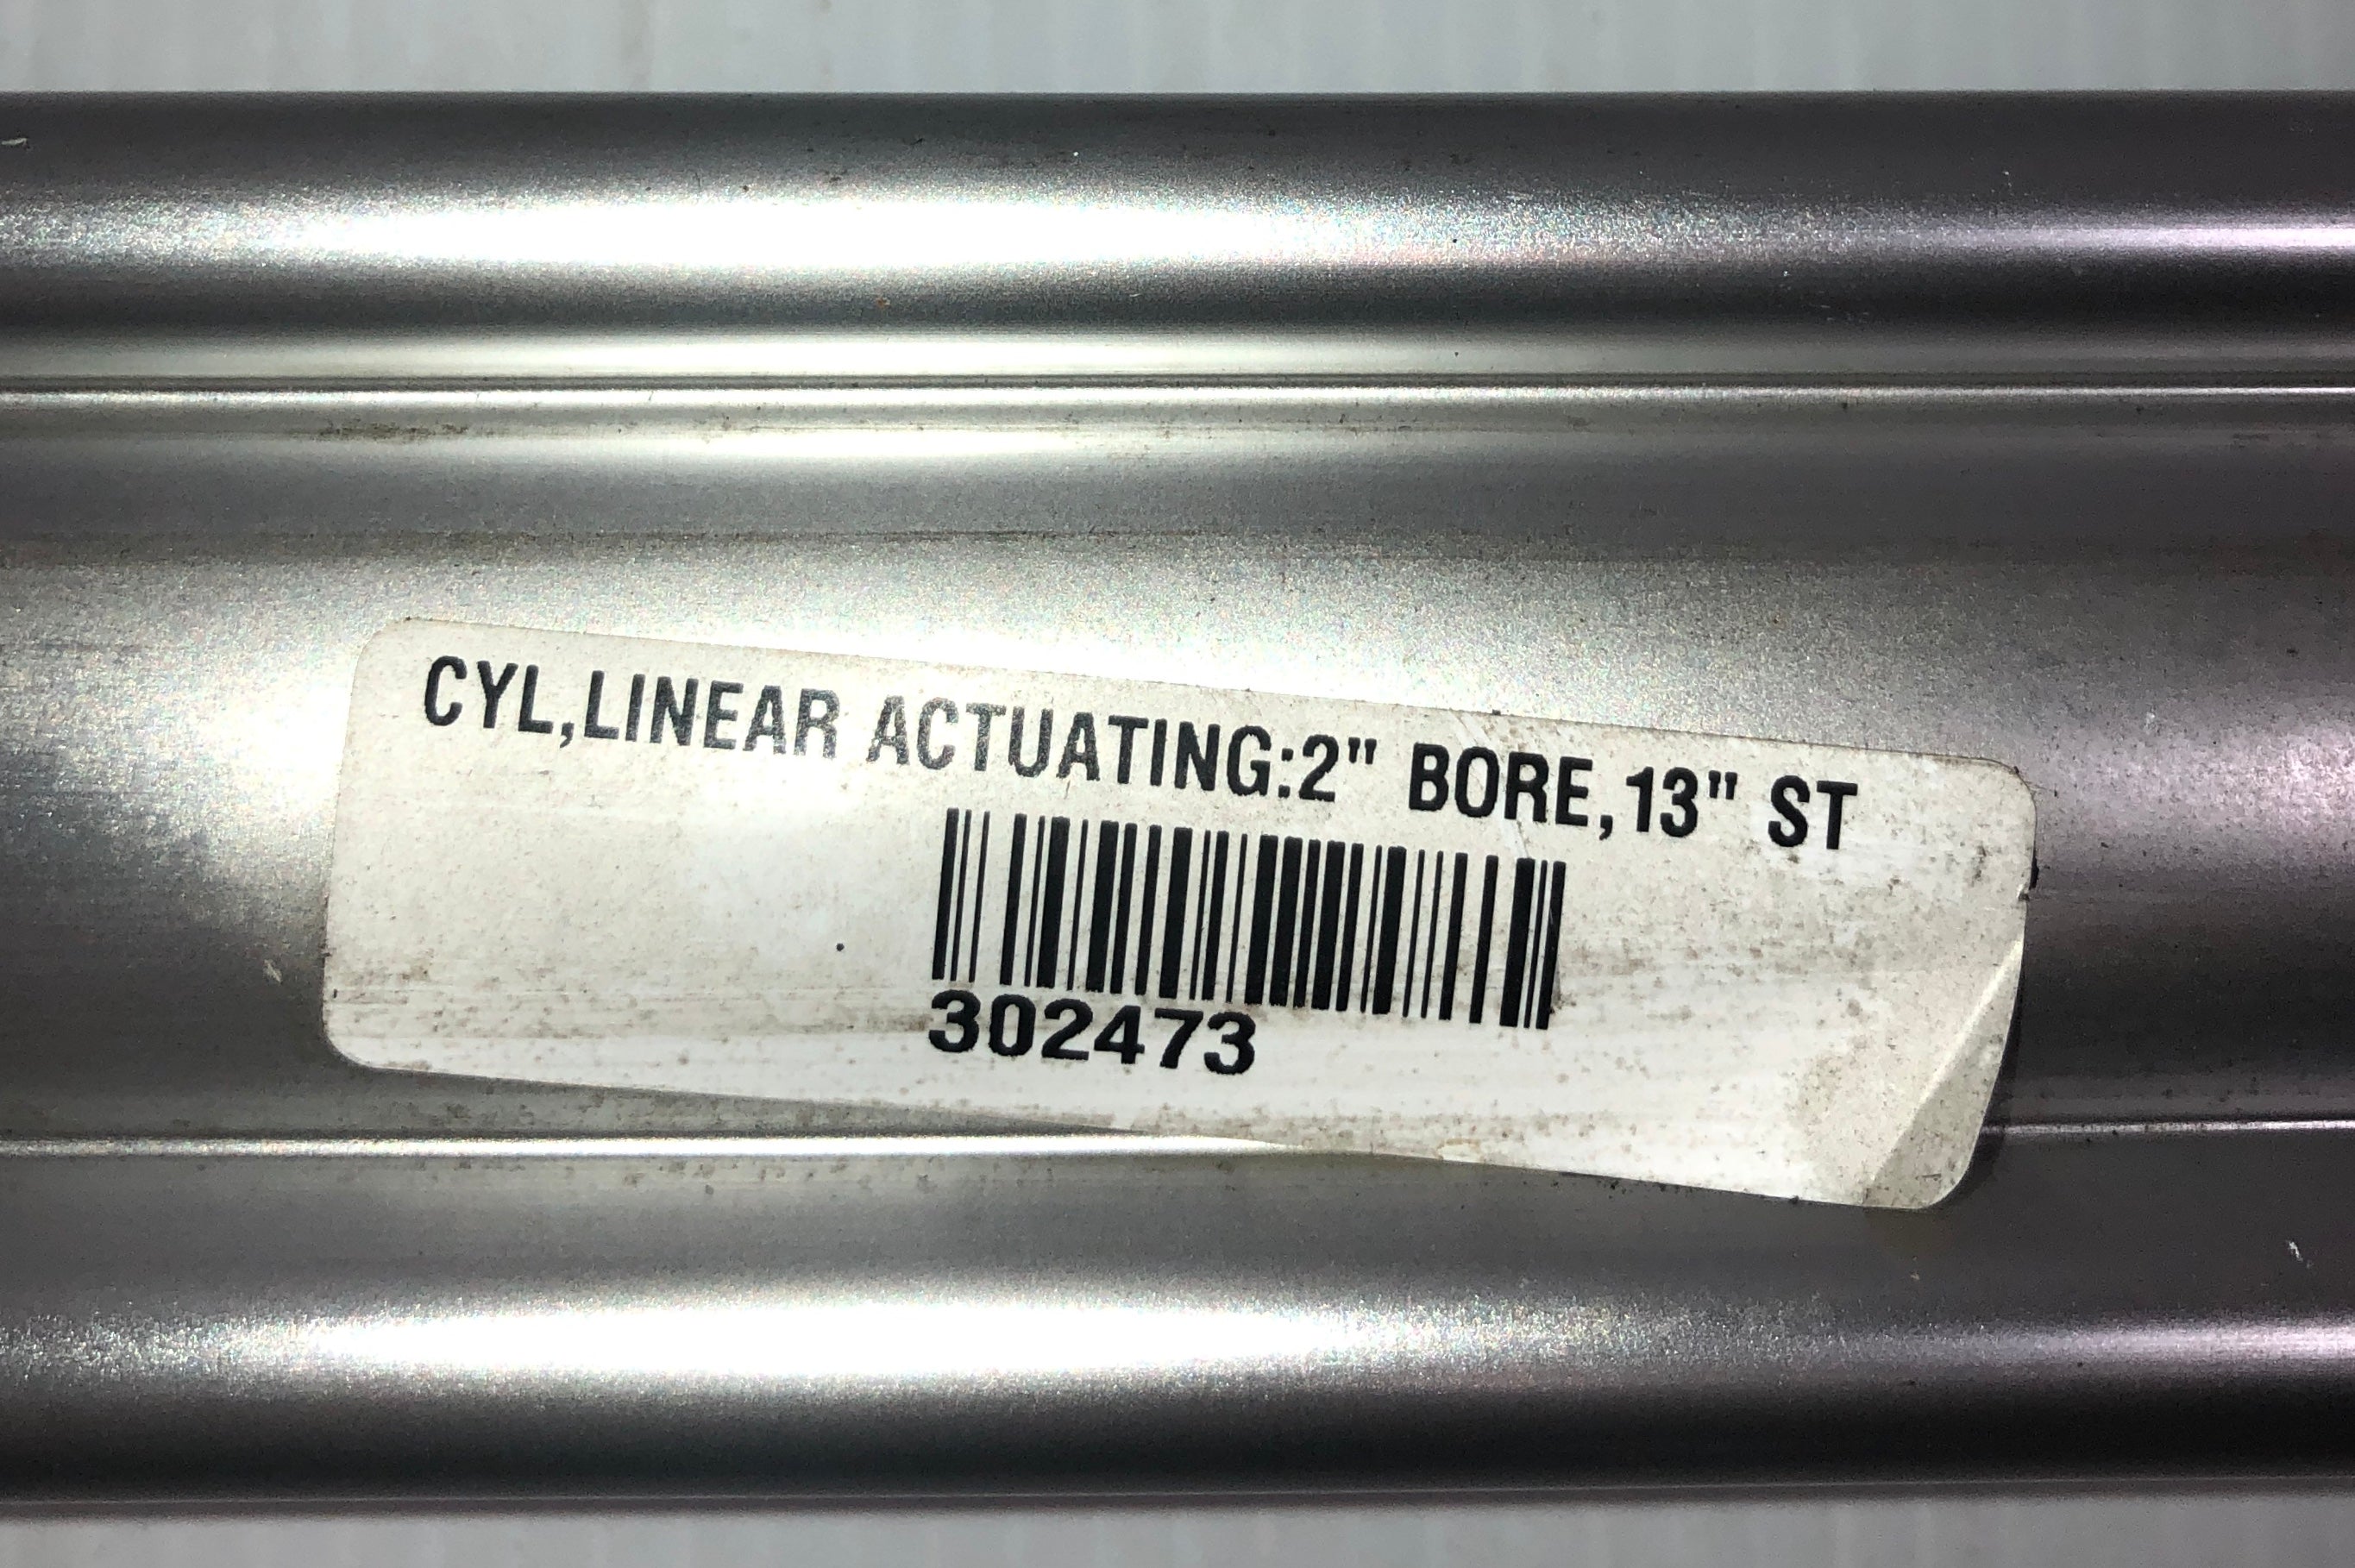 CYL,LINEAR ACTUATING:2" BORE,13" ST
302473